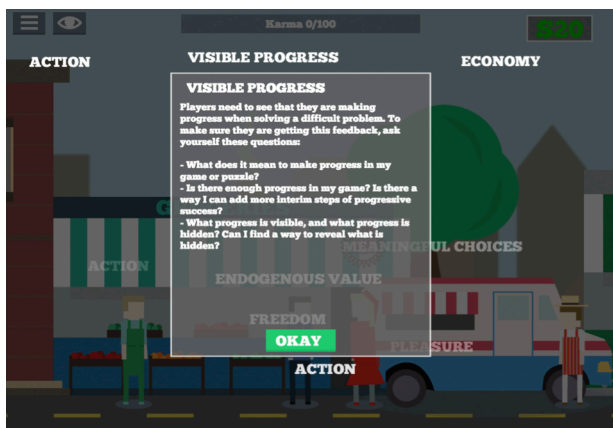 Karma 0/100
$20
ACTION
VISIBLE PROGRESS
ECONOMY
VISIBLE PROGRESS
Players need to see that they are making
progress when solving a difficult problem. To
make sure they are getting this feedback, ask
yourself these questions:
- What does it mean to make progress in my
game or puzzle?
- Is there enough progress in my game? Is there a
way I can add more interim steps of progressive
success?
- What progress is visible, and what progress is
hidden? Can I find a way to reveal what is
hidden?
MEANINGFUL CHOICES
ACTION
ENDOGENOUS VALUE
FREEDOM
OKAY
PLEASURE
ACTION